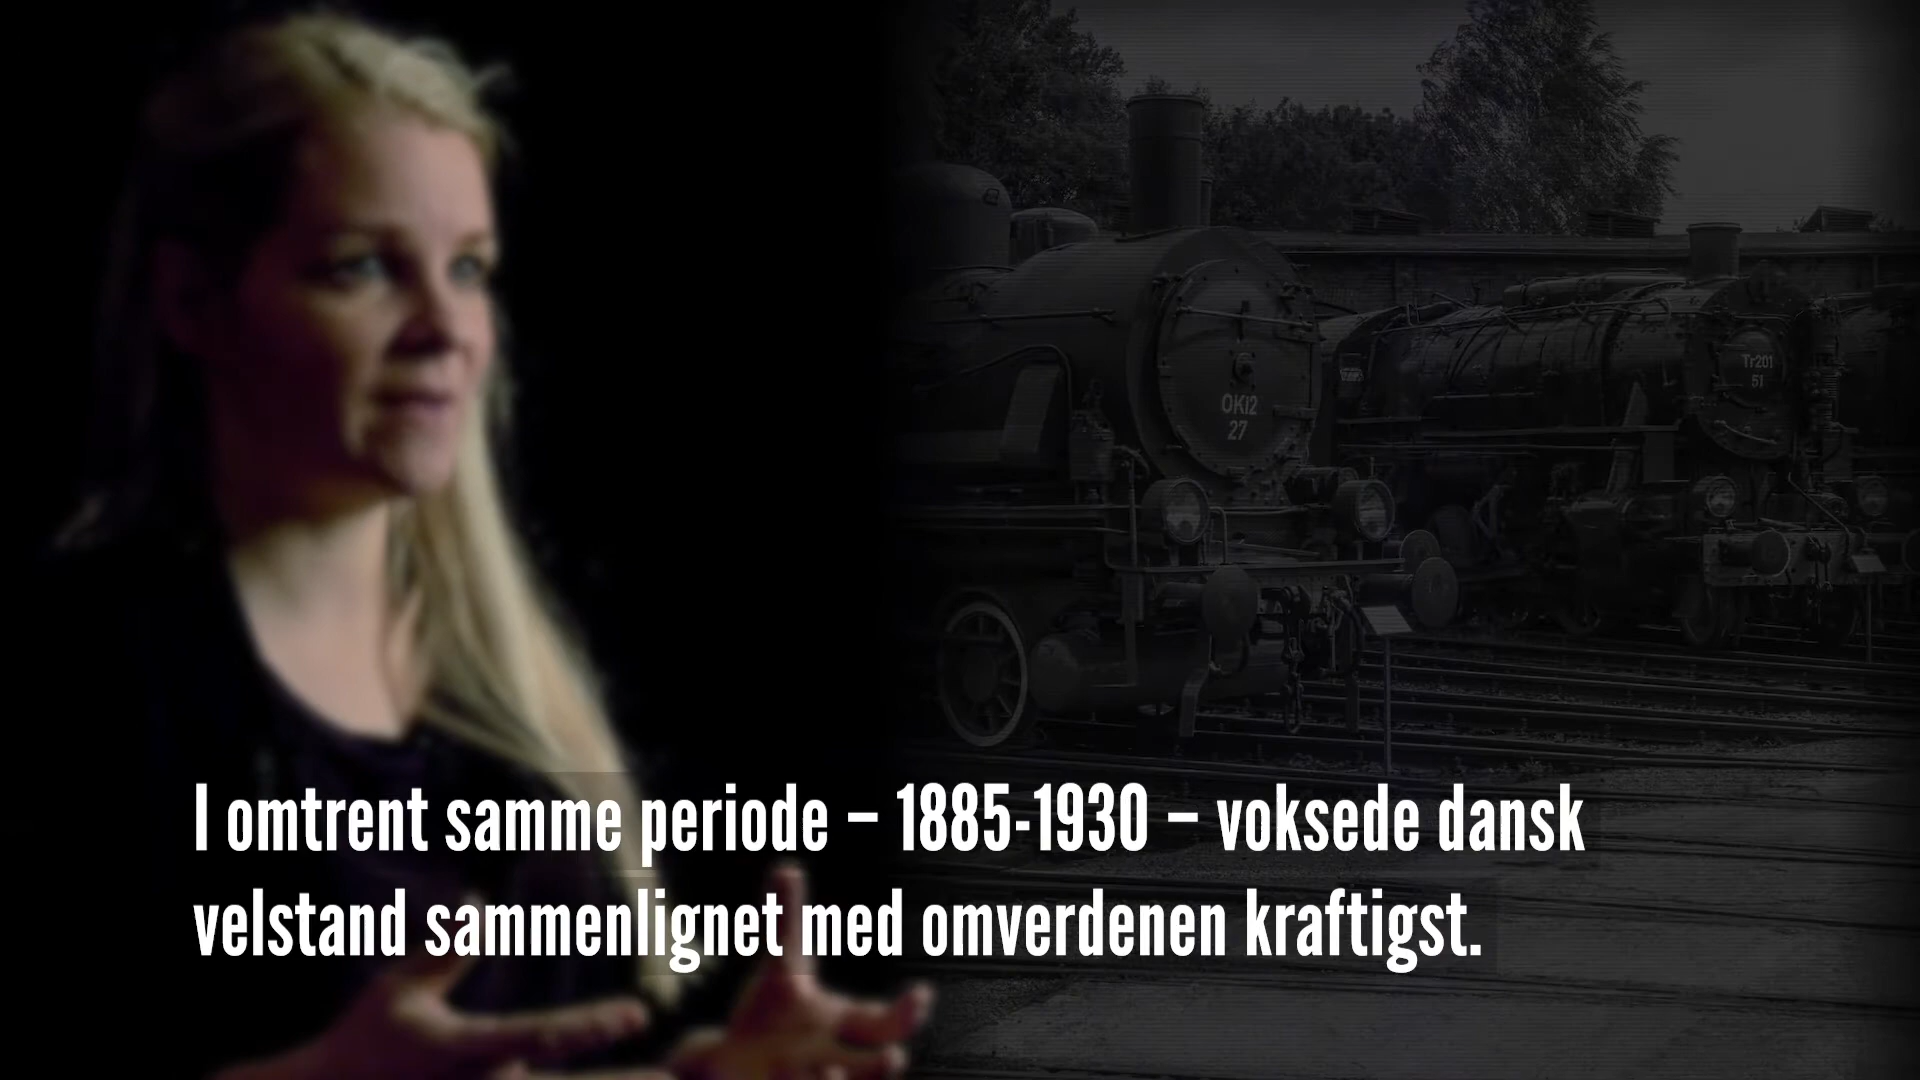 OKl2
27
Tr201
51
I omtrent samme periode – 1885-1930 – voksede dansk
velstand sammenlignet med omverdenen kraftigst.